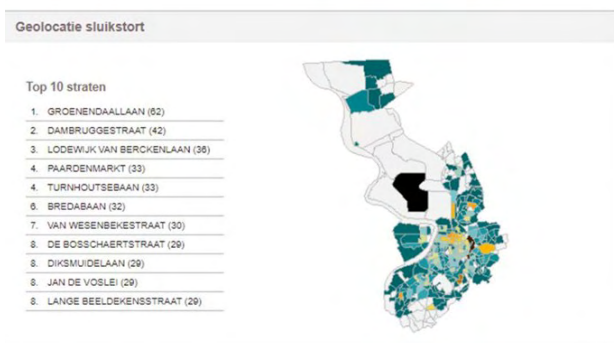 Geolocatie sluikstort
Top 10 straten
1. GROENENDAALLAAN (62)
2. DAMBRUGGESTRAAT (42)
3. LODEWIJK VAN BERCKENLAAN (36)
4. PAARDENMARKT (33)
4. TURNHOUTSEBAAN (33)
6. BREDABAAN (32)
7. VAN WESENBEKESTRAAT (30)
8. DE BOSSCHAERTSTRAAT (29)
8. DIKSMUIDELAAN (29)
8. JAN DE VOSLEI (29)
8. LANGE BEELDEKENSSTRAAT (29)